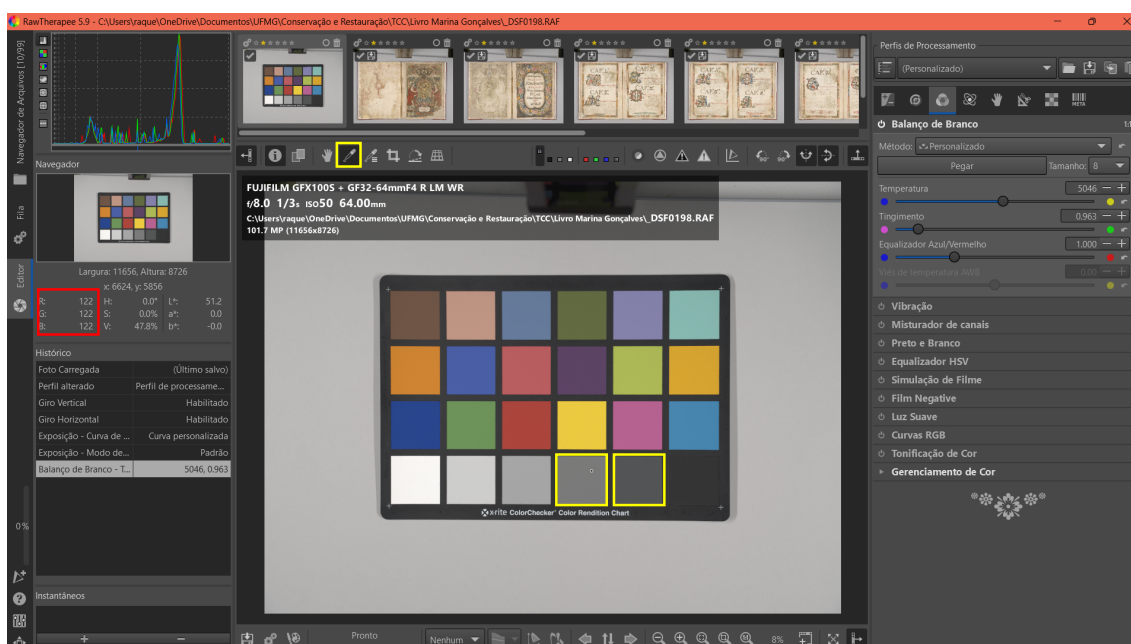 RawTherapee 5.9 - C:\Users\raque\OneDrive\Documentos\UFMG\Conservação e Restauração\TCC\Livro Marina Gonçalves\_DSF0198.RAF
Navegador de Arquivos [10/99]
Fila
Editor
0%
Navegador
Largura: 11656, Altura: 8726
x: 6624, y: 5856
R: 122 H: 0.0° L*: 51.2
G: 122 S: 0.0% a*: 0.0
B: 122 V: 47.8% b*: -0.0
Histórico
Foto Carregada (Último salvo)
Perfil alterado Perfil de processame...
Giro Vertical Habilitado
Giro Horizontal Habilitado
Exposição - Curva de ... Curva personalizada
Exposição - Modo de... Padrão
Balanço de Branco - T... 5046, 0.963
Instantâneos
FUJIFILM GFX100S + GF32-64mmF4 R LM WR
f/8.0 1/3s ISO50 64.00mm
C:\Users\raque\OneDrive\Documentos\UFMG\Conservação e Restauração\TCC\Livro Marina Gonçalves\_DSF0198.RAF
101.7 MP (11656x8726)
x-rite ColorChecker® Color Rendition Chart
Pronto
Nenhum
8%
Perfis de Processamento
(Personalizado)
META
Balanço de Branco
1:1
Método: Personalizado
Pegar
Tamanho: 8
Temperatura 5046
Tingimento 0.963
Equalizador Azul/Vermelho 1.000
Viés de temperatura AWB 0.00
Vibração
Misturador de canais
Preto e Branco
Equalizador HSV
Simulação de Filme
Film Negative
Luz Suave
Curvas RGB
Tonificação de Cor
Gerenciamento de Cor